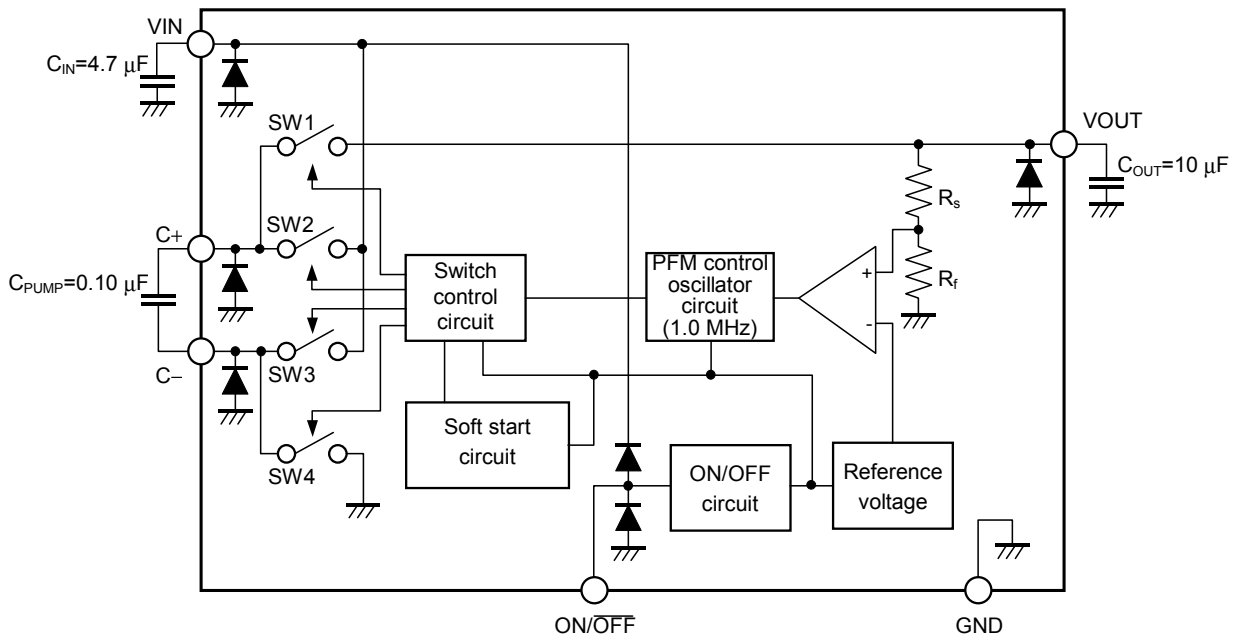 VIN
C_IN=4.7 μF
SW1
VOUT
C_OUT=10 μF
R_s
C+
SW2
C_PUMP=0.10 μF
Switch
control
circuit
PFM control
oscillator
circuit
(1.0 MHz)
+
-
R_f
C−
SW3
Soft start
circuit
SW4
ON/OFF
circuit
Reference
voltage
ON/O̅F̅F̅
GND